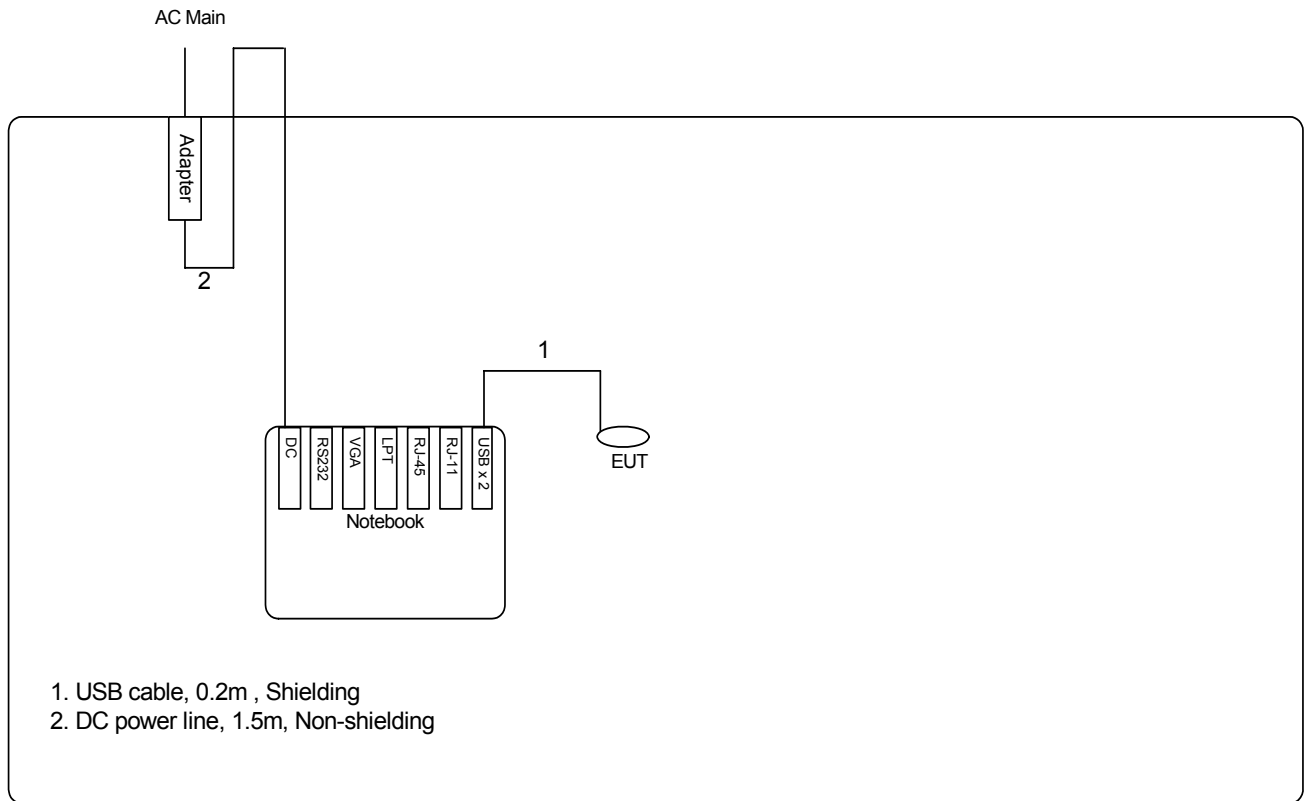 AC Main
Adapter
2
1
DC
RS232
VGA
LPT
RJ-45
RJ-11
USB x 2
EUT
Notebook
1. USB cable, 0.2m , Shielding
2. DC power line, 1.5m, Non-shielding